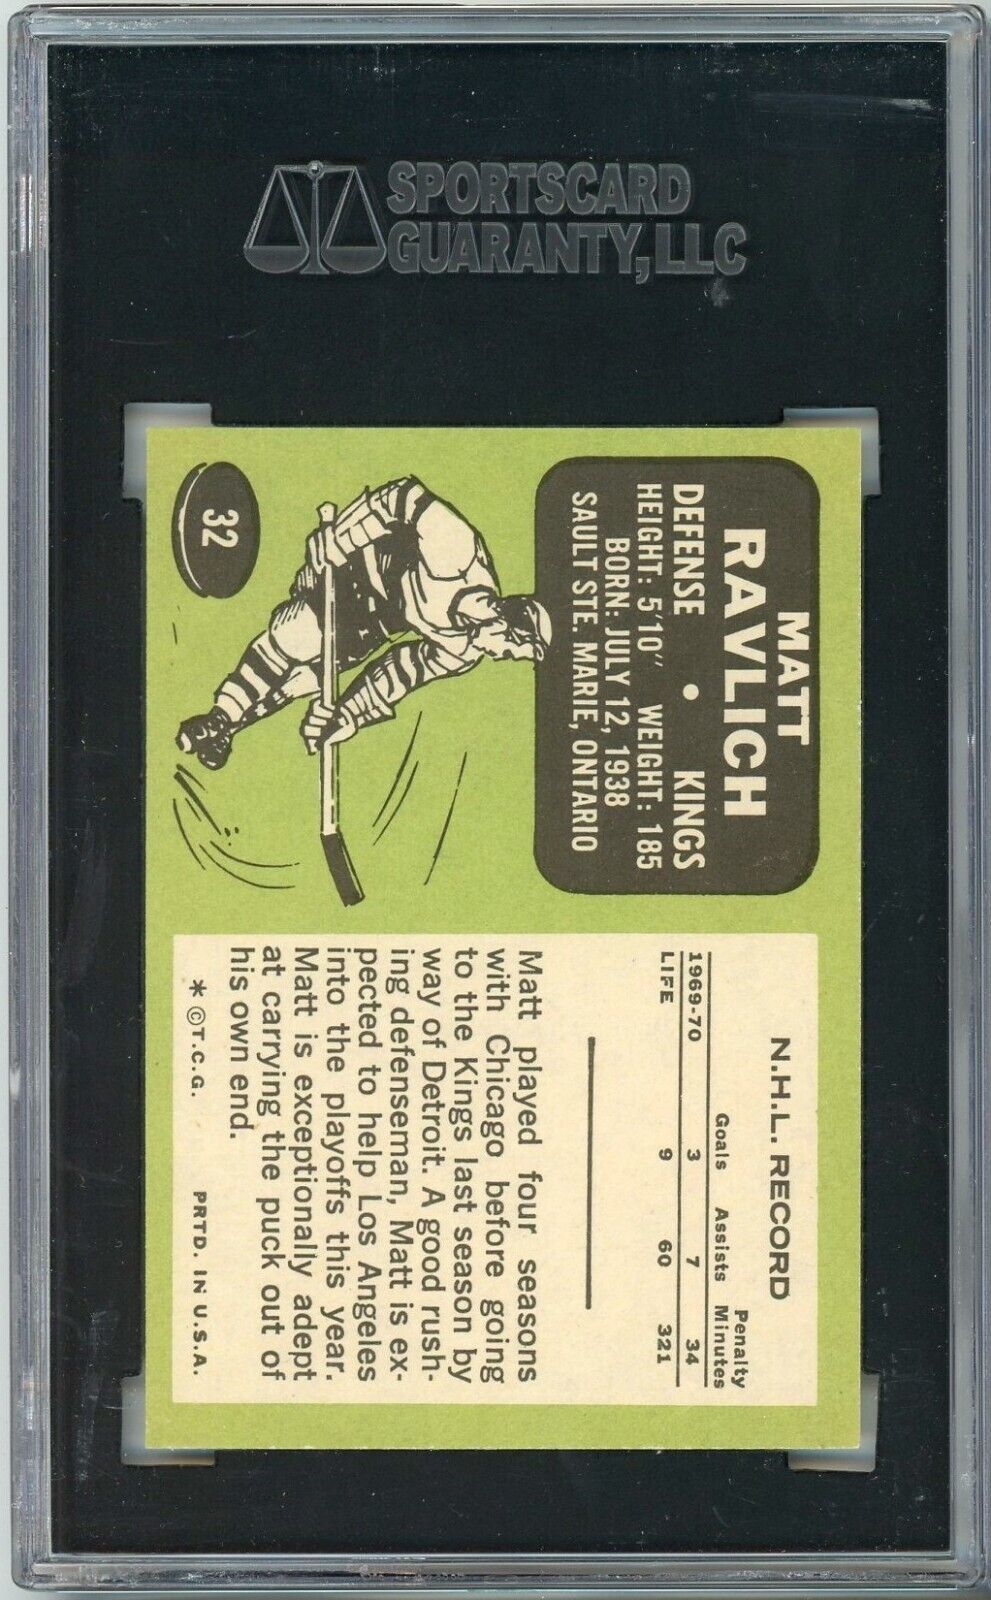 SPORTSCARD
GUARANTY, LLC
MATT
RAVLICH
DEFENSE • KINGS
HEIGHT: 5'10" WEIGHT: 185
BORN: JULY 12, 1938
SAULT STE. MARIE, ONTARIO
32
N.H.L. RECORD
Penalty
Goals Assists Minutes
1969-70 3 7 34
LIFE 9 60 321
Matt played four seasons
with Chicago before going
to the Kings last season by
way of Detroit. A good rush-
ing defenseman, Matt is ex-
pected to help Los Angeles
into the playoffs this year.
Matt is exceptionally adept
at carrying the puck out of
his own end.
* ©T.C.G. PRTD. IN U.S.A.